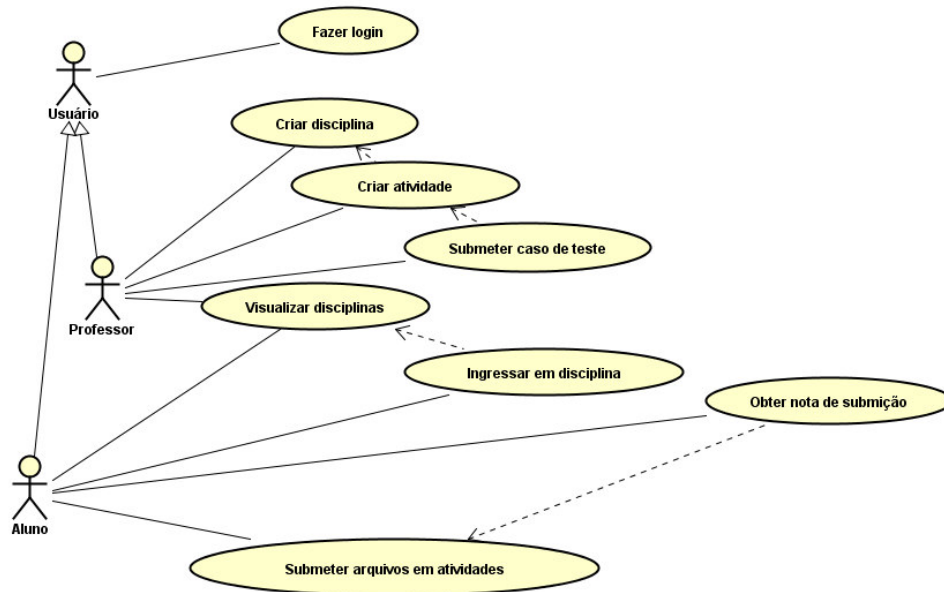 Fazer login
Usuário
Criar disciplina
Criar atividade
Submeter caso de teste
Visualizar disciplinas
Professor
Ingressar em disciplina
Obter nota de submição
Aluno
Submeter arquivos em atividades